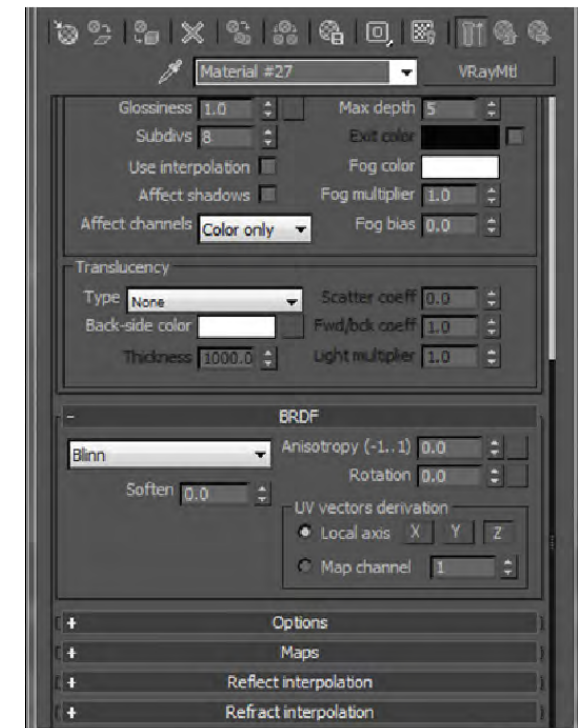 Material #27 VRayMtl
Glossiness 1.0 Max depth 5
Subdivs 8 Exit color
Use interpolation Fog color
Affect shadows Fog multiplier 1.0
Affect channels Color only Fog bias 0.0
Translucency
Type None Scatter coeff 0.0
Back-side color Fwd/bck coeff 1.0
Thickness 1000.0 Light multiplier 1.0
- BRDF
Blinn Anisotropy (-1..1) 0.0
Soften 0.0 Rotation 0.0
UV vectors derivation
Local axis X Y Z
Map channel 1
+ Options
+ Maps
+ Reflect interpolation
+ Refract interpolation